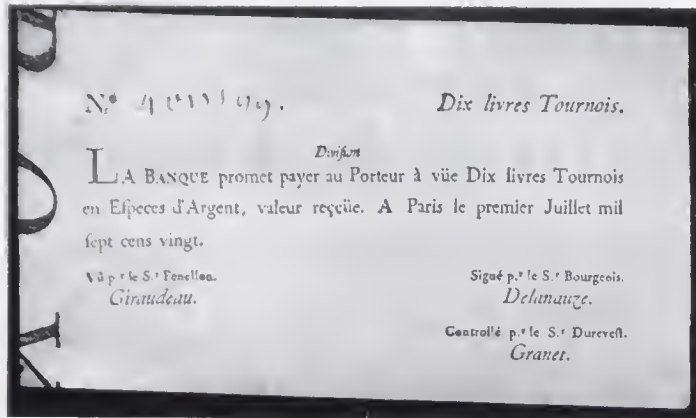 N.º Dix livres Tournois.
Division
LA BANQUE promet payer au Porteur à vüe Dix livres Tournois
en Especes d'Argent, valeur reçcüe. A Paris le premier Juillet mil
sept cens vingt.
Vû p.r le S.r Fenellon. Signé p.r le S.r Bourgeois.
Giraudeau. Delanauze.
Controllé p.r le S.r Durevest.
Granet.